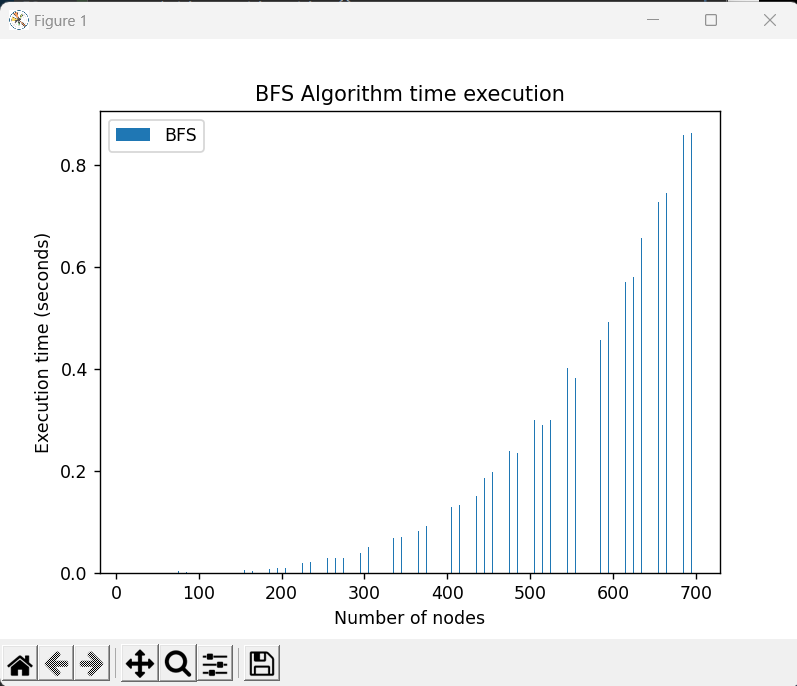 Figure 1
BFS Algorithm time execution
BFS
0.8
0.6
0.4
0.2
0.0
Execution time (seconds)
0 100 200 300 400 500 600 700
Number of nodes